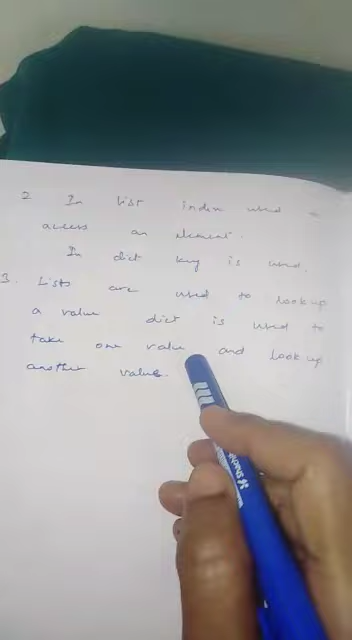 2 In list index used to
access an element.
In dict key is used.
3. Lists are used to look up
a value dict is used to
take one value and look up
another value.